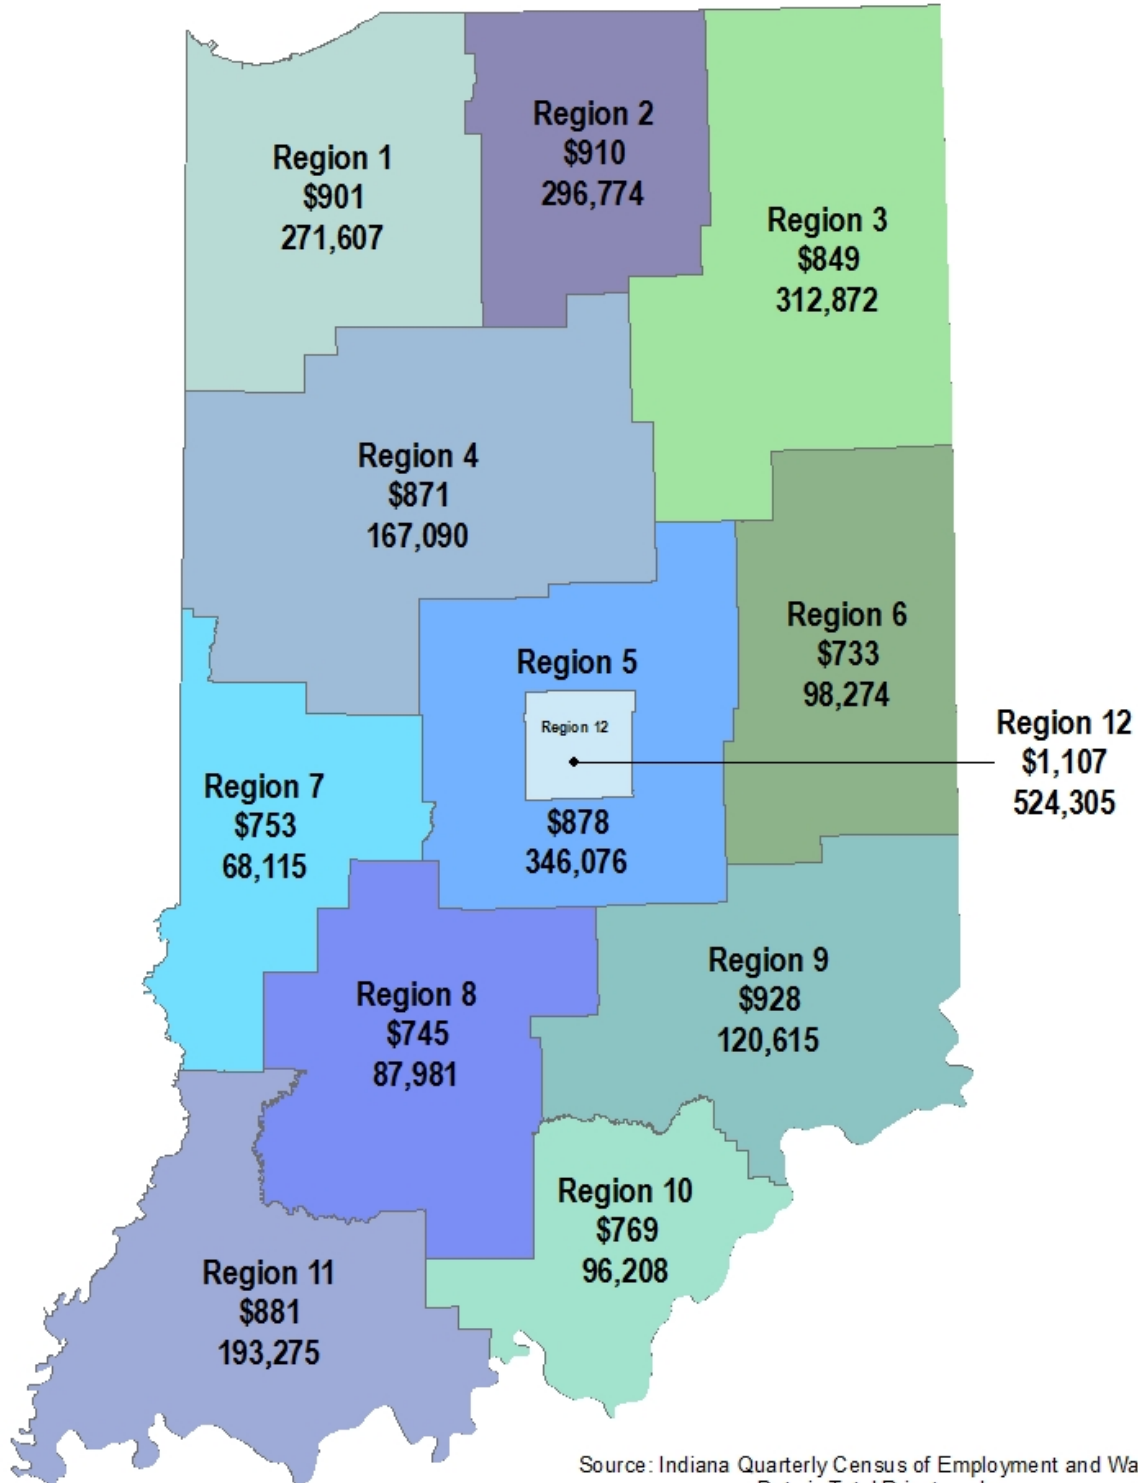 Region 1
$901
271,607
Region 2
$910
296,774
Region 3
$849
312,872
Region 4
$871
167,090
Region 5
$878
346,076
Region 12
Region 6
$733
98,274
Region 12
$1,107
524,305
Region 7
$753
68,115
Region 8
$745
87,981
Region 9
$928
120,615
Region 10
$769
96,208
Region 11
$881
193,275
Source: Indiana Quarterly Census of Employment and Wa